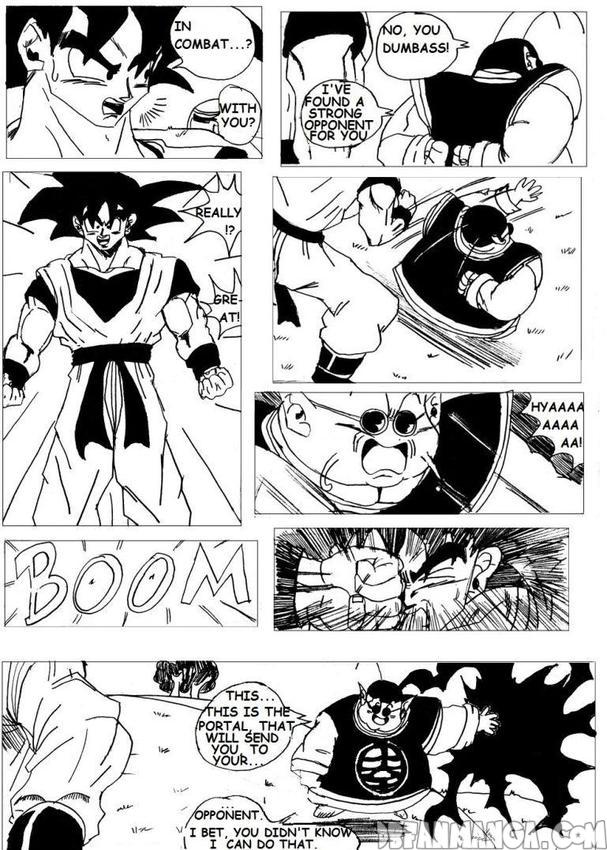 IN
COMBAT...?
WITH
YOU?
NO, YOU
DUMBASS!
I'VE
FOUND A
STRONG
OPPONENT
FOR YOU
REALLY
!?
GRE-
AT!
HYAAAA
AAAA
AA!
BOOM
THIS...
THIS IS THE
PORTAL THAT
WILL SEND
YOU TO
YOUR...
OPPONENT.
I BET, YOU DIDN'T KNOW
I CAN DO THAT.
DBFANMANGA.COM